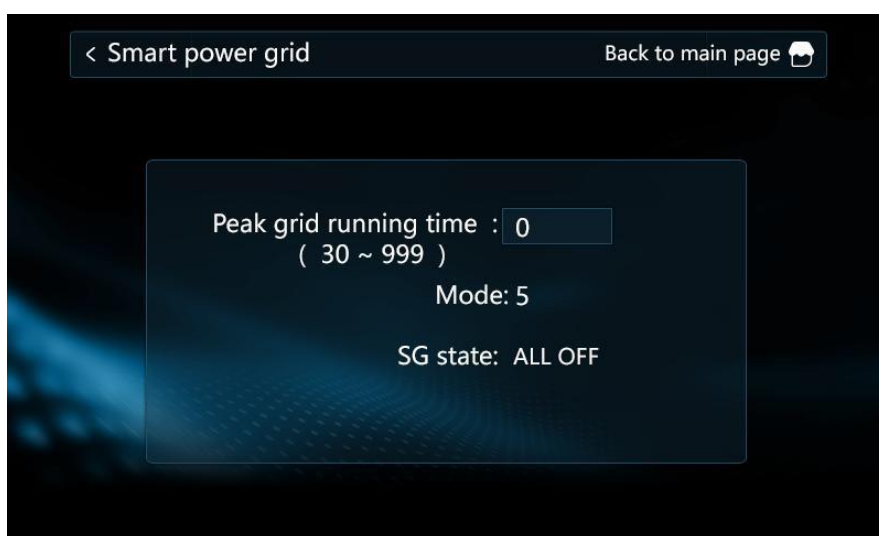 < Smart power grid
Back to main page
Peak grid running time : 0
( 30 ~ 999 )
Mode: 5
SG state: ALL OFF